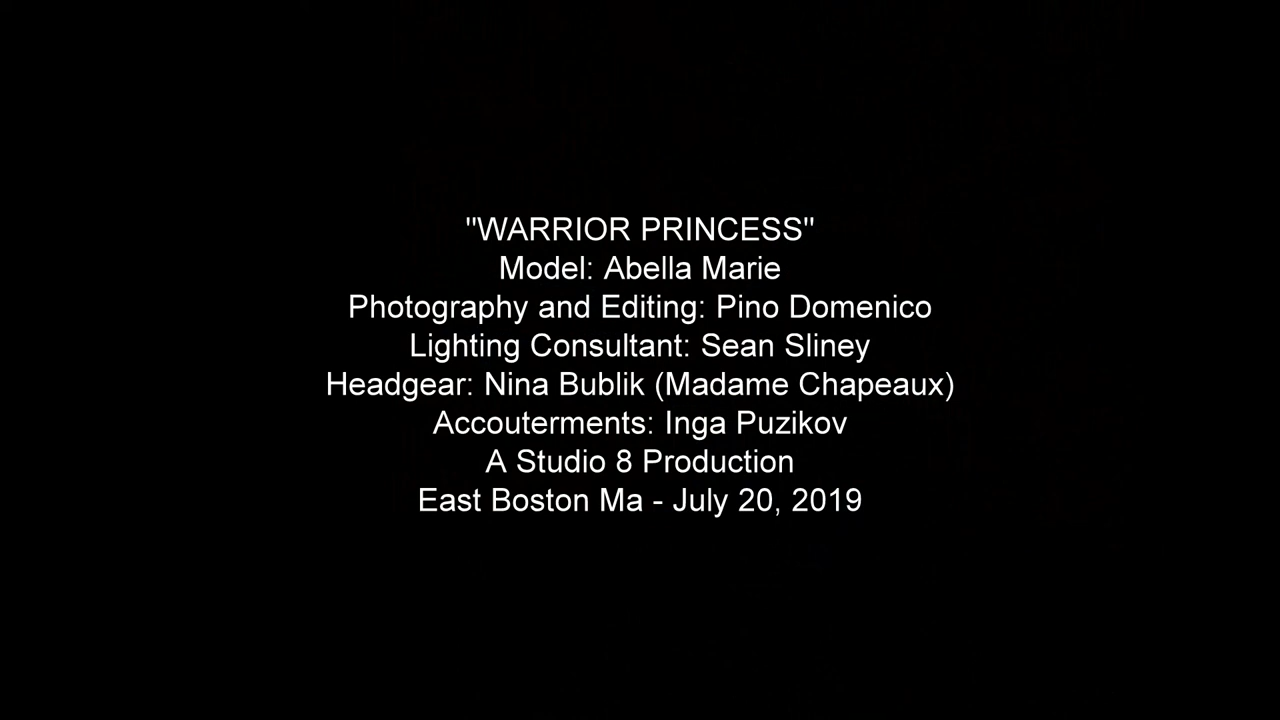 "WARRIOR PRINCESS"
Model: Abella Marie
Photography and Editing: Pino Domenico
Lighting Consultant: Sean Sliney
Headgear: Nina Bublik (Madame Chapeaux)
Accouterments: Inga Puzikov
A Studio 8 Production
East Boston Ma - July 20, 2019